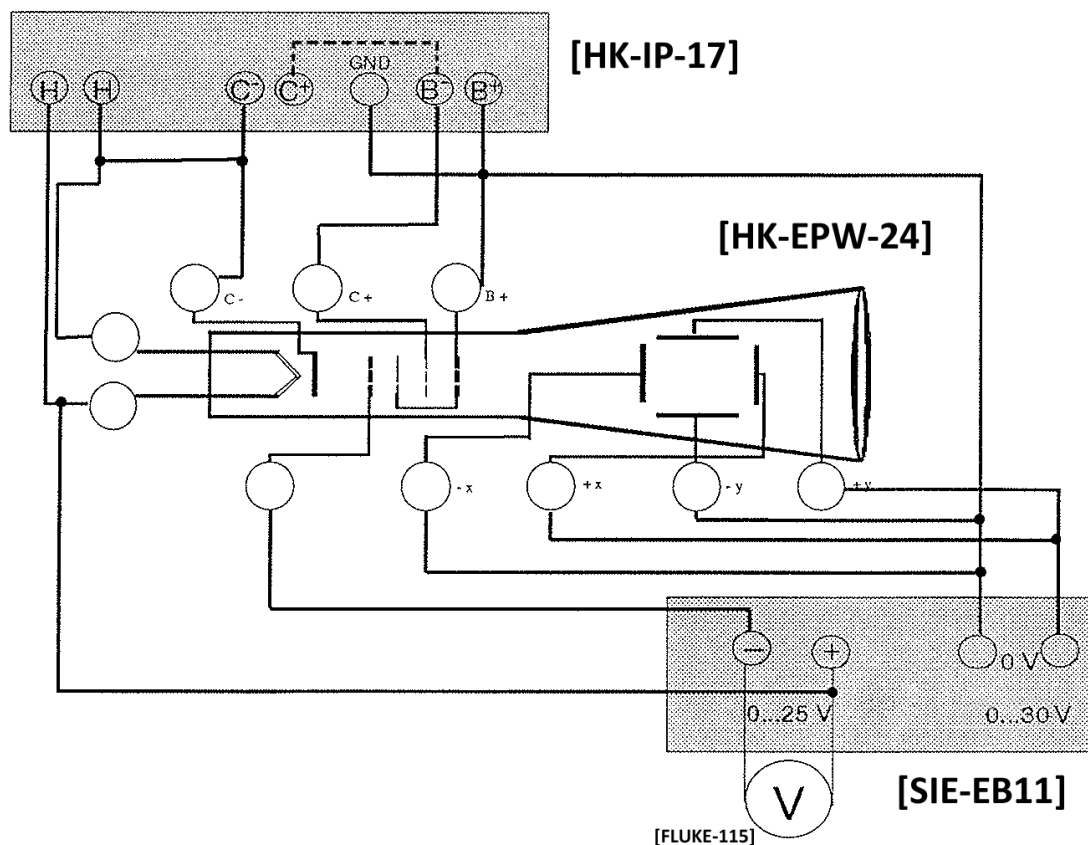 [HK-IP-17]
GND
H H C- C+ B- B+
[HK-EPW-24]
C - C + B +
- x + x - y + y
- + 0 V
0...25 V 0...30 V
V
[SIE-EB11]
[FLUKE-115]